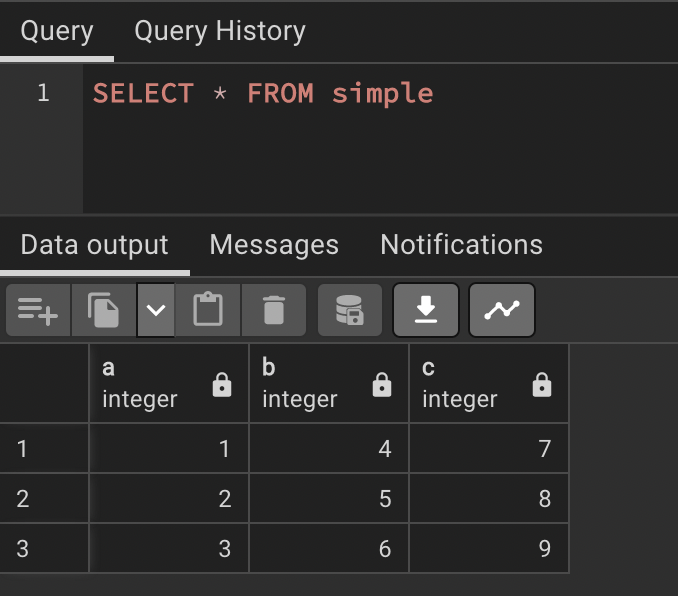 Query Query History
1 SELECT * FROM simple
Data output Messages Notifications
a b c
integer integer integer
1 1 4 7
2 2 5 8
3 3 6 9